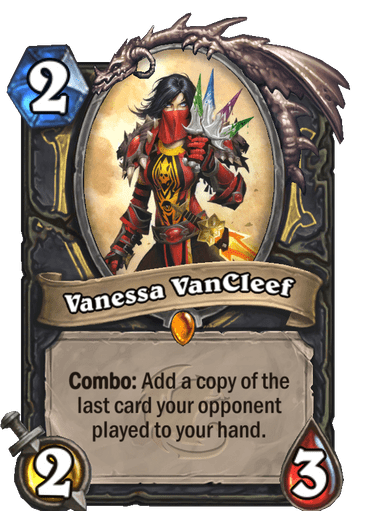 2
Vanessa VanCleef
Combo: Add a copy of the
last card your opponent
played to your hand.
2
3